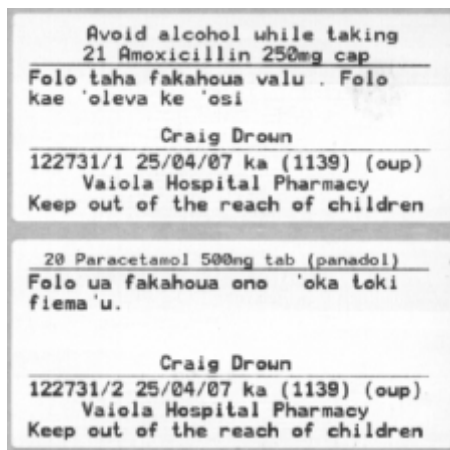 Avoid alcohol while taking
21 Amoxicillin 250mg cap
Folo taha fakahoua valu . Folo
kae 'oleva ke 'osi
Craig Drown
122731/1 25/04/07 ka (1139) (oup)
Vaiola Hospital Pharmacy
Keep out of the reach of children
20 Paracetamol 500mg tab (panadol)
Folo ua fakahoua ono 'oka toki
fiema'u.
Craig Drown
122731/2 25/04/07 ka (1139) (oup)
Vaiola Hospital Pharmacy
Keep out of the reach of children